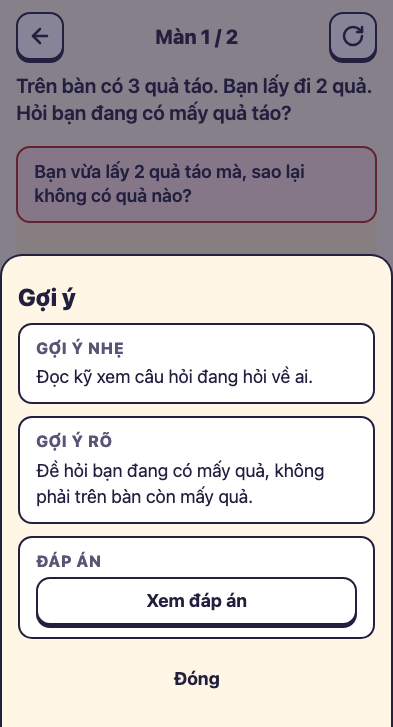 Màn 1 / 2
Trên bàn có 3 quả táo. Bạn lấy đi 2 quả.
Hỏi bạn đang có mấy quả táo?
Bạn vừa lấy 2 quả táo mà, sao lại
không có quả nào?
Gợi ý
GỢI Ý NHẸ
Đọc kỹ xem câu hỏi đang hỏi về ai.
GỢI Ý RÕ
Đề hỏi bạn đang có mấy quả, không
phải trên bàn còn mấy quả.
ĐÁP ÁN
Xem đáp án
Đóng